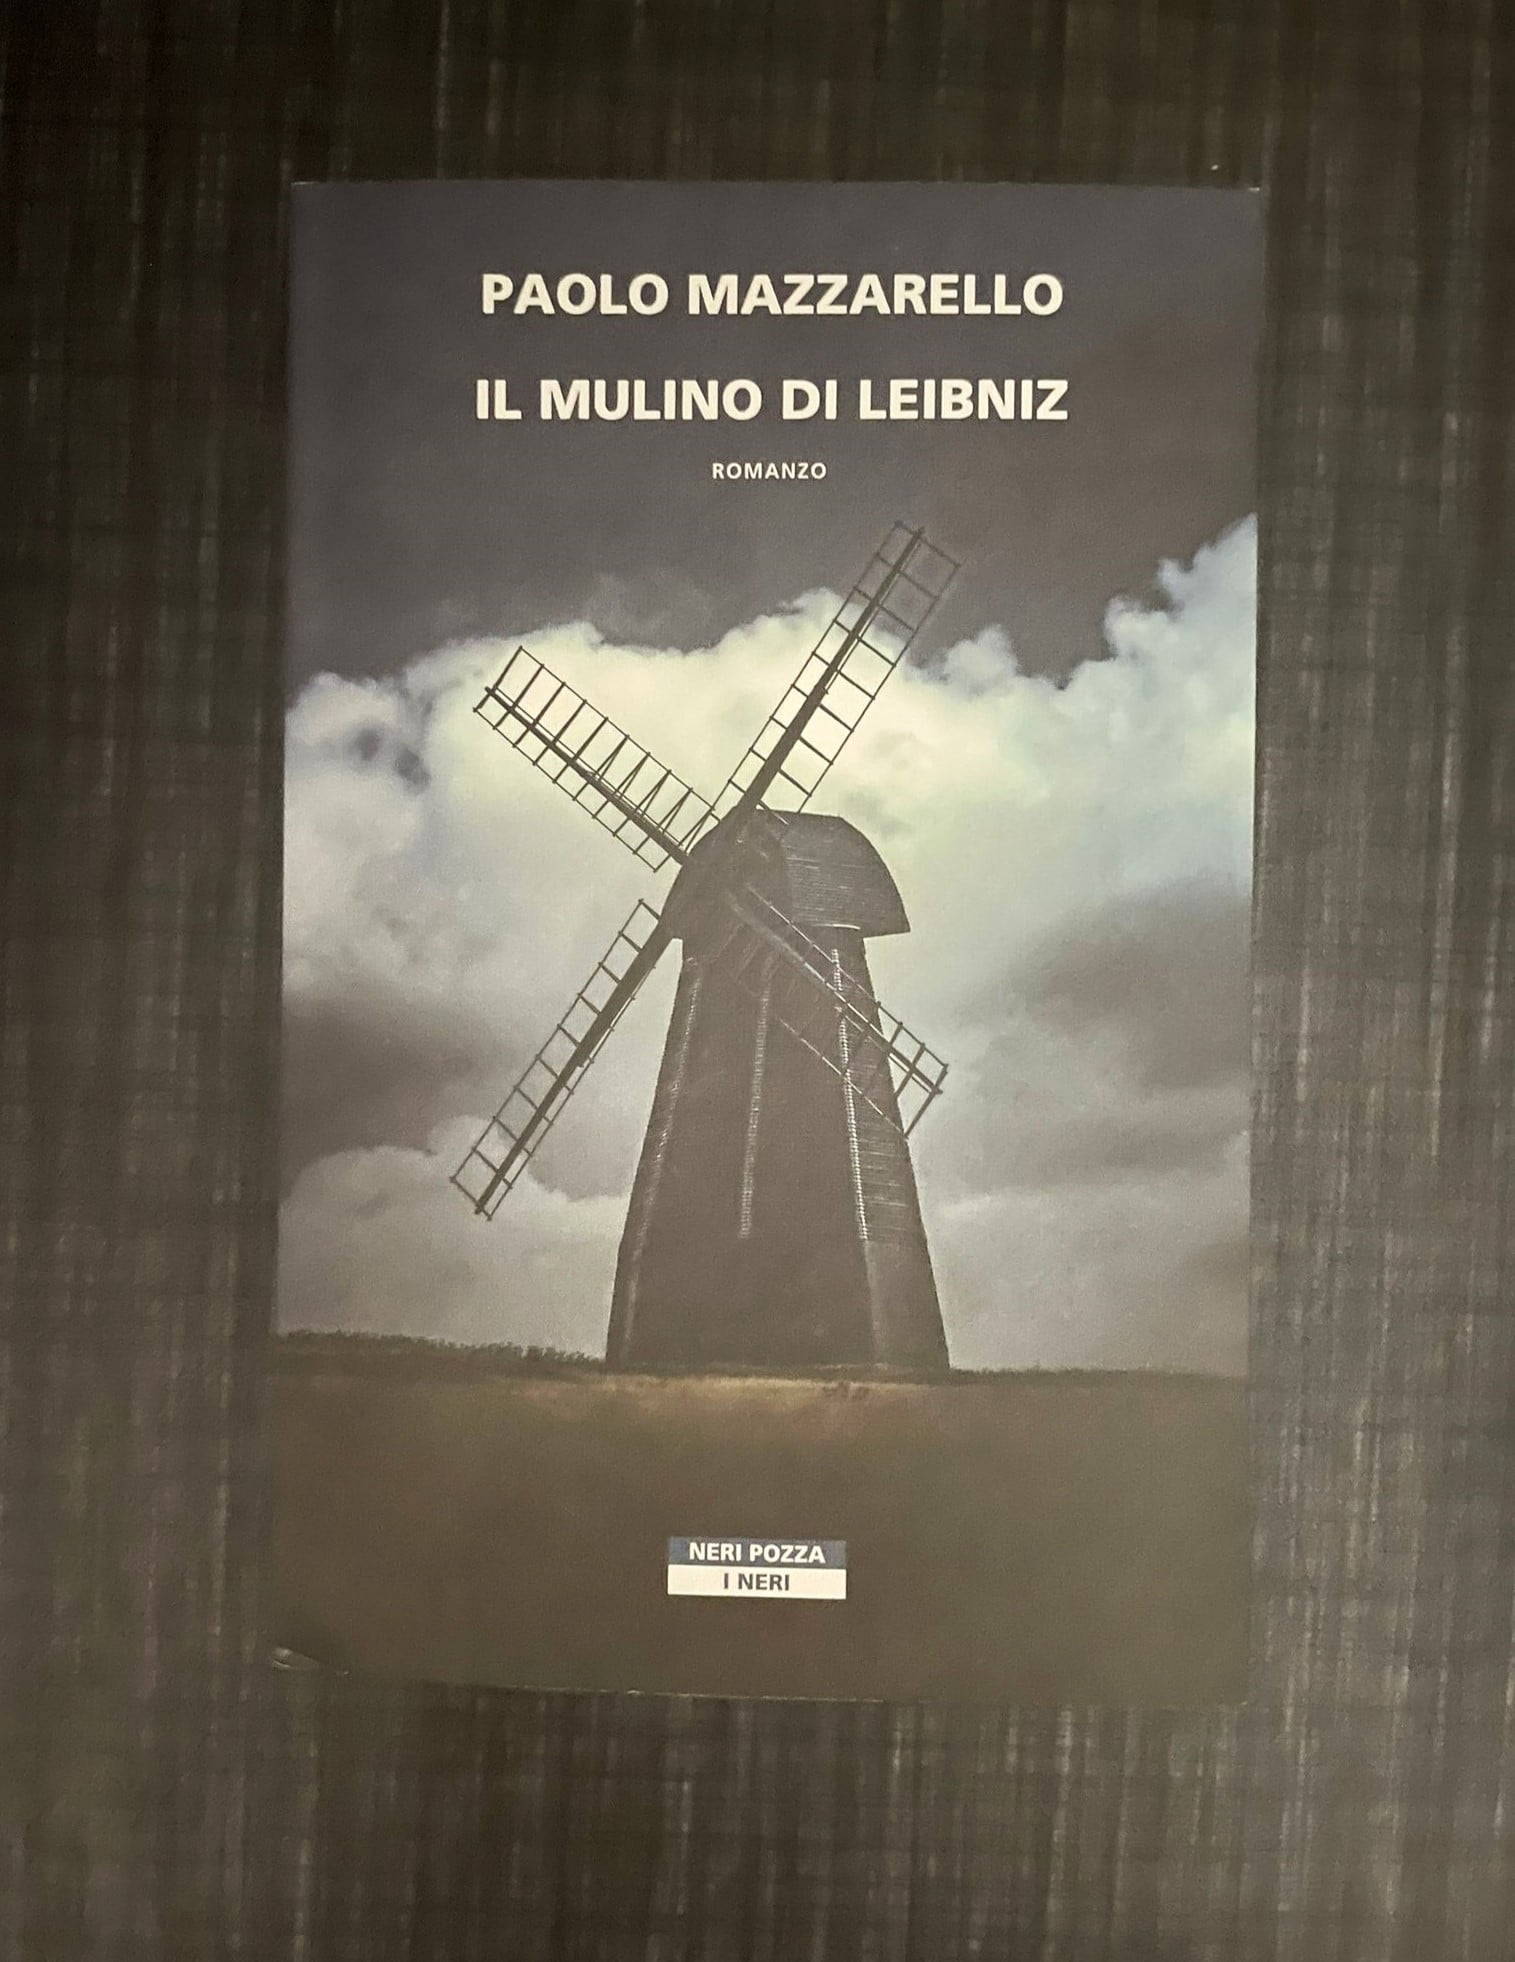 PAOLO MAZZARELLO
IL MULINO DI LEIBNIZ
ROMANZO
NERI POZZA
I NERI